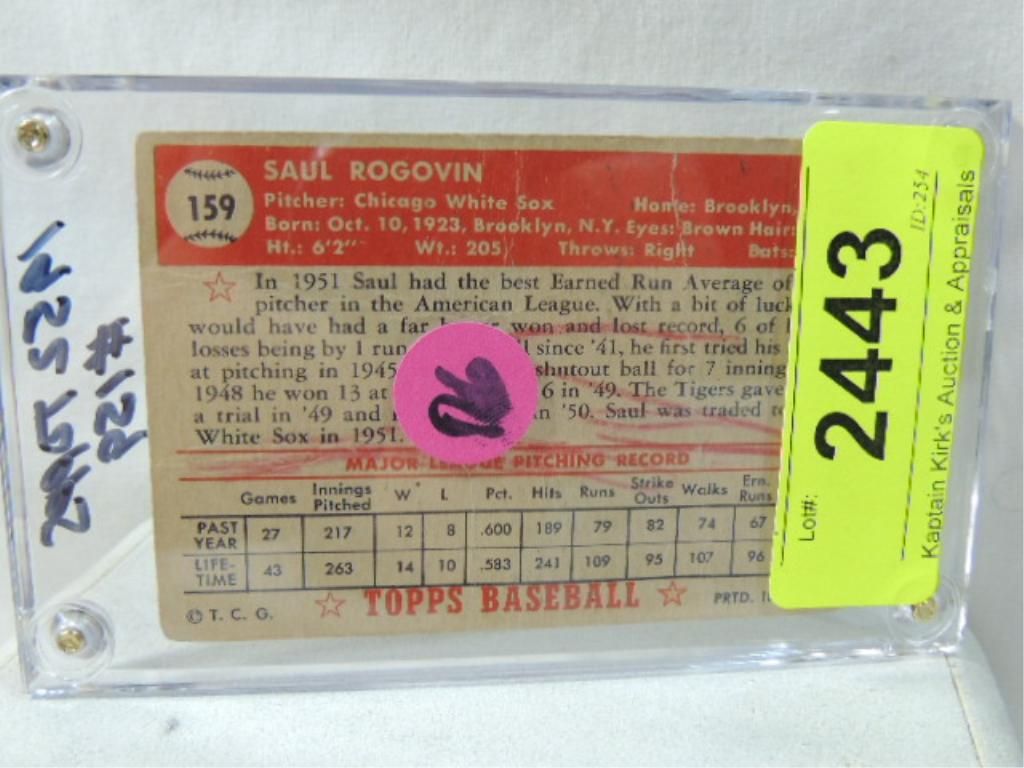 159
SAUL ROGOVIN
Pitcher: Chicago White Sox Home: Brooklyn,
Born: Oct. 10, 1923, Brooklyn, N.Y. Eyes: Brown Hair:
Ht.: 6'2" Wt.: 205 Throws: Right Bats:
In 1951 Saul had the best Earned Run Average of
pitcher in the American League. With a bit of luck
would have had a far won and lost record, 6 of
losses being by 1 run since '41, he first tried his
at pitching in 1945 shutout ball for 7 inning
1948 he won 13 at 6 in '49. The Tigers gave
a trial in '49 and in '50. Saul was traded to
White Sox in 1951.
MAJOR LEAGUE PITCHING RECORD
Games Innings Pitched W L Pct. Hits Runs Strike Outs Walks Ern. Runs
PAST YEAR 27 217 12 8 .600 189 79 82 74 67
LIFE-TIME 43 263 14 10 .583 241 109 95 107 96
© T. C. G. TOPPS BASEBALL PRTD.
Lot#:
2443
ID:254
Kaptain Kirk's Auction & Appraisals